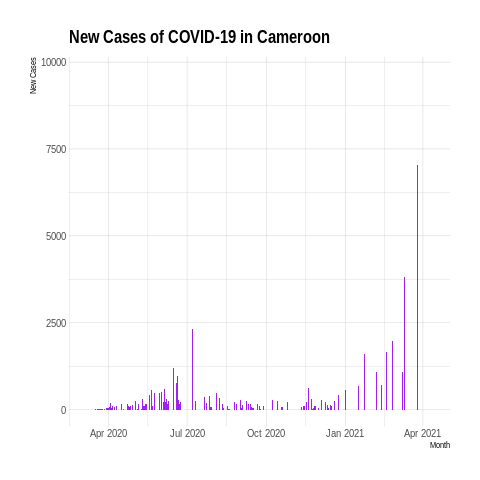 New Cases of COVID-19 in Cameroon
New Cases
10000
7500
5000
2500
0
Apr 2020 Jul 2020 Oct 2020 Jan 2021 Apr 2021
Month